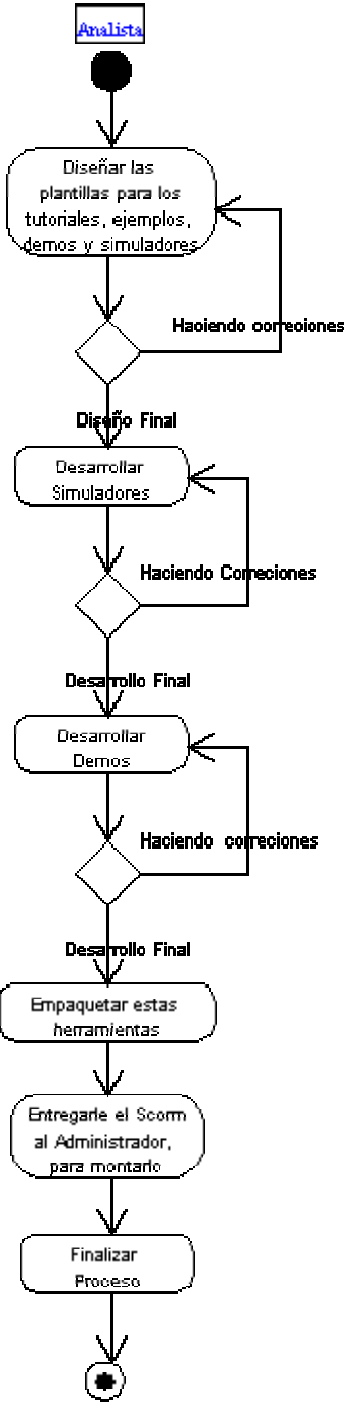 Analista
Diseñar las
plantillas para los
tutoriales, ejemplos,
demos y simuladores
Haciendo correciones
Diseño Final
Desarrollar
Simuladores
Haciendo Correciones
Desarrollo Final
Desarrollar
Demos
Haciendo correciones
Desarrollo Final
Empaquetar estas
herramientas
Entregarle el Scorm
al Administrador,
para montarlo
Finalizar
Proceso